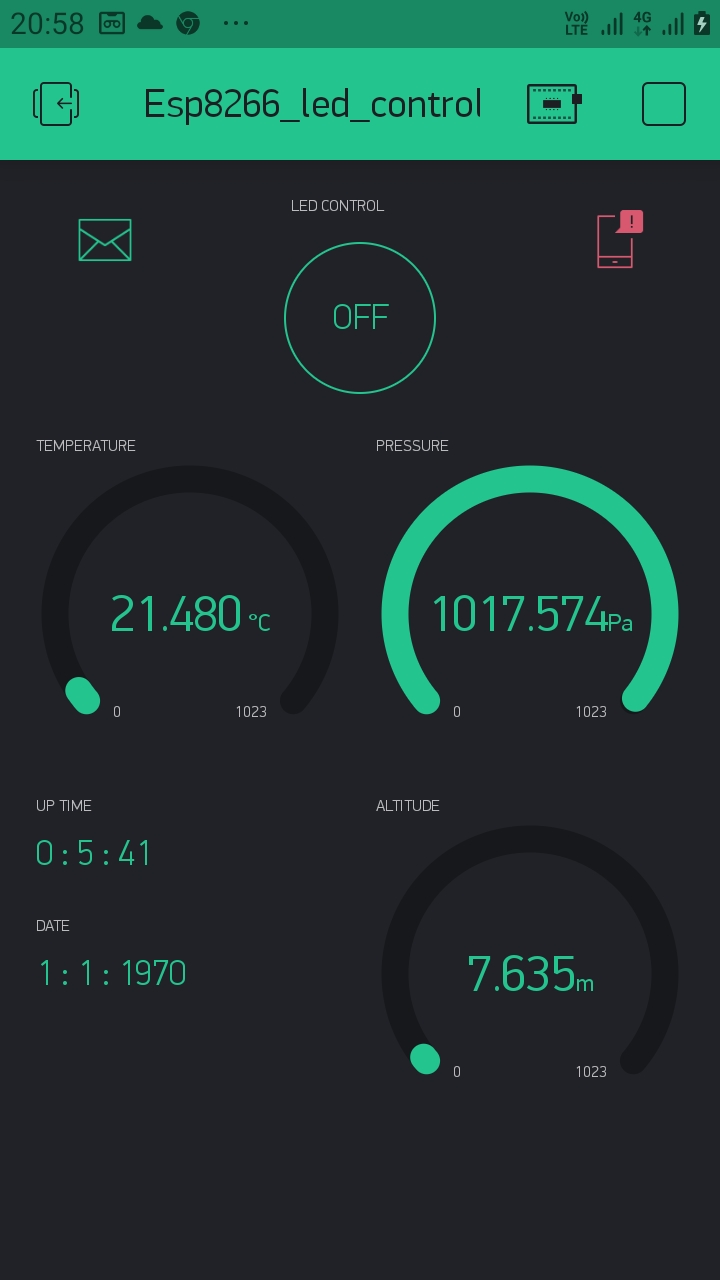 20:58 ... Vo)) LTE 4G
Esp8266_led_control
LED CONTROL
!
OFF
TEMPERATURE PRESSURE
21.480 °C 1017.574Pa
0 1023 0 1023
UP TIME ALTITUDE
0 : 5 : 41
DATE
1 : 1 : 1970 7.635m
0 1023